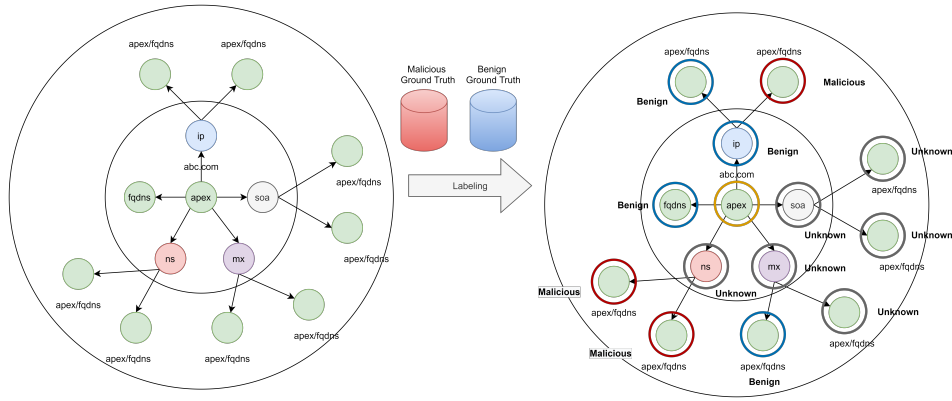 apex/fqdns
apex/fqdns
ip
abc.com
apex/fqdns
fqdns
apex
soa
apex/fqdns
ns
mx
apex/fqdns
apex/fqdns
apex/fqdns
apex/fqdns
Malicious
Ground Truth
Benign
Ground Truth
Labeling
apex/fqdns
apex/fqdns
Malicious
Benign
ip
Benign
Unknown
abc.com
apex/fqdns
Benign
fqdns
apex
soa
Unknown
Unknown
apex/fqdns
ns
mx
Unknown
Malicious
Unknown
apex/fqdns
Unknown
apex/fqdns
Malicious
apex/fqdns
apex/fqdns
Benign